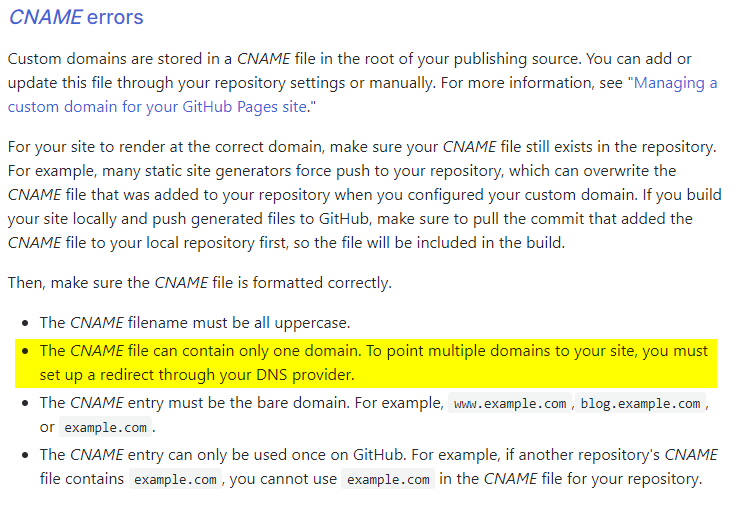 CNAME errors
Custom domains are stored in a CNAME file in the root of your publishing source. You can add or
update this file through your repository settings or manually. For more information, see "Managing a
custom domain for your GitHub Pages site."
For your site to render at the correct domain, make sure your CNAME file still exists in the repository.
For example, many static site generators force push to your repository, which can overwrite the
CNAME file that was added to your repository when you configured your custom domain. If you build
your site locally and push generated files to GitHub, make sure to pull the commit that added the
CNAME file to your local repository first, so the file will be included in the build.
Then, make sure the CNAME file is formatted correctly.
• The CNAME filename must be all uppercase.
• The CNAME file can contain only one domain. To point multiple domains to your site, you must
set up a redirect through your DNS provider.
• The CNAME entry must be the bare domain. For example, www.example.com, blog.example.com,
or example.com.
• The CNAME entry can only be used once on GitHub. For example, if another repository's CNAME
file contains example.com, you cannot use example.com in the CNAME file for your repository.